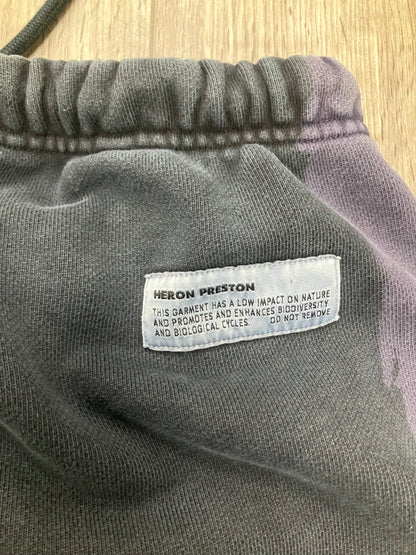 HERON PRESTON
THIS GARMENT HAS A LOW IMPACT ON NATURE
AND PROMOTES AND ENHANCES BIODIVERSITY
AND BIOLOGICAL CYCLES. DO NOT REMOVE